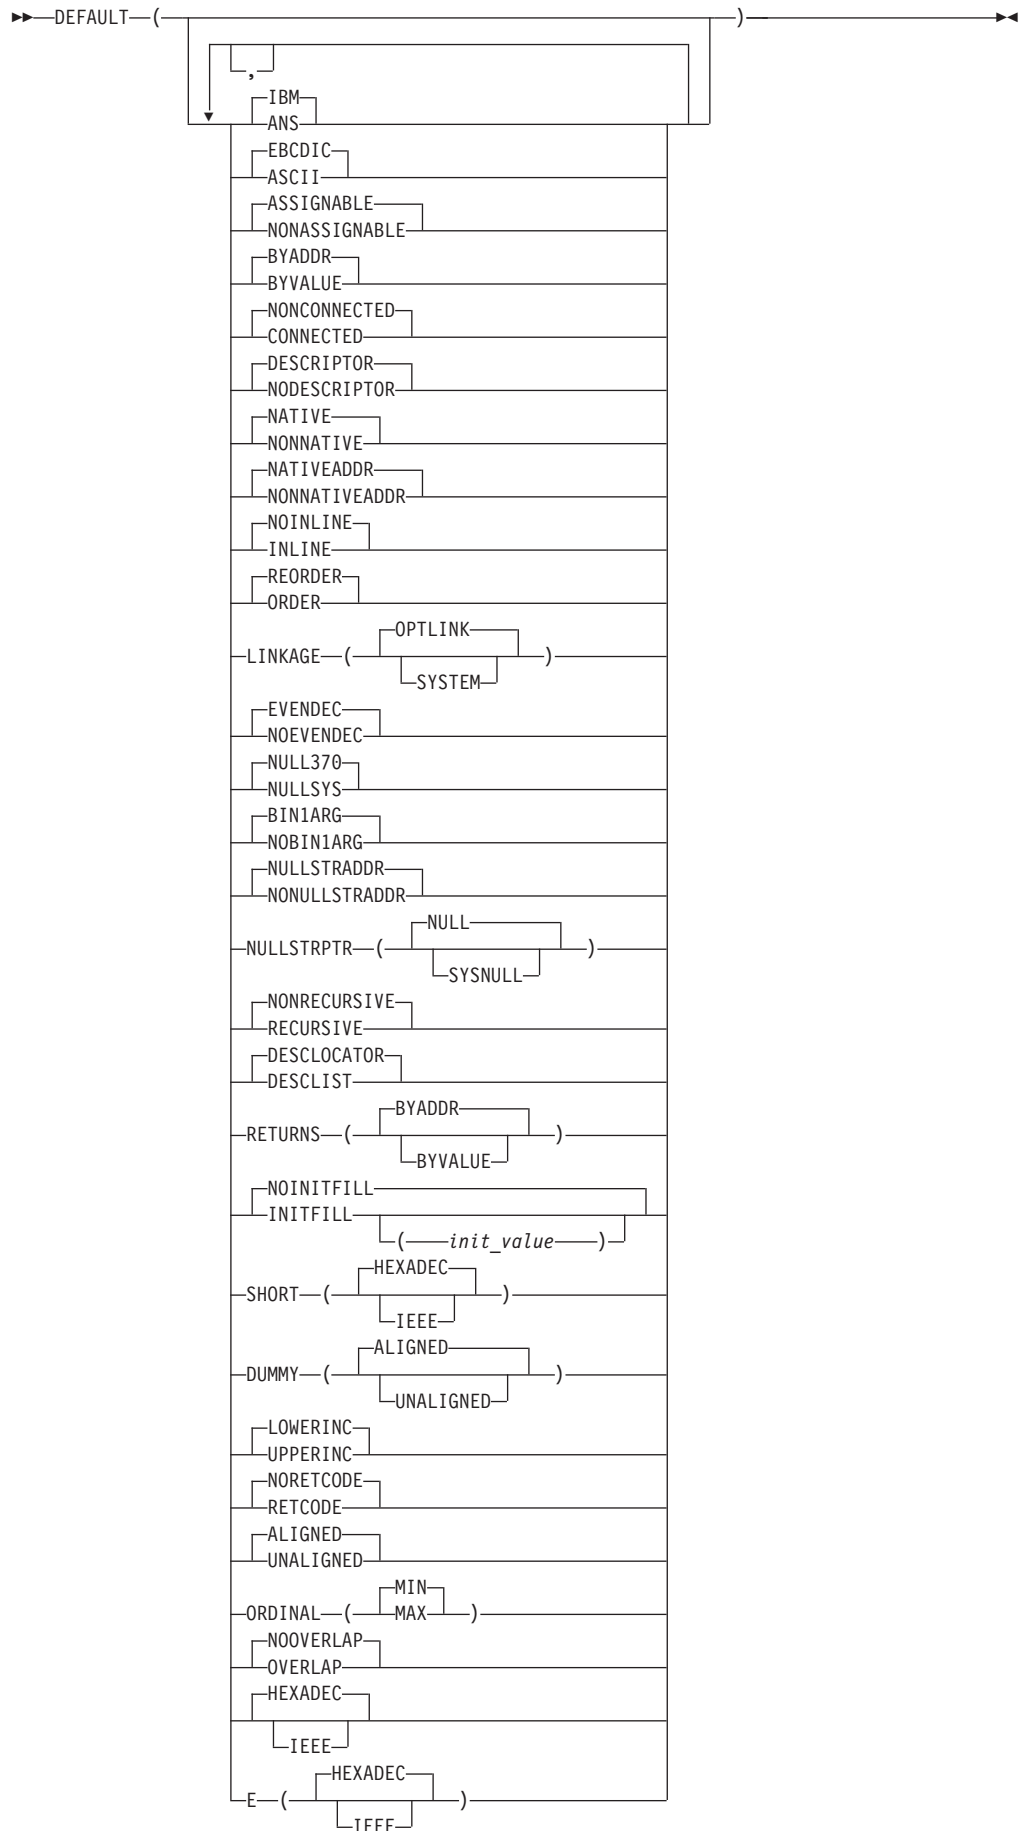 DEFAULT ( )
,
IBM
ANS
EBCDIC
ASCII
ASSIGNABLE
NONASSIGNABLE
BYADDR
BYVALUE
NONCONNECTED
CONNECTED
DESCRIPTOR
NODESCRIPTOR
NATIVE
NONNATIVE
NATIVEADDR
NONNATIVEADDR
NOINLINE
INLINE
REORDER
ORDER
OPTLINK
LINKAGE ( )
SYSTEM
EVENDEC
NOEVENDEC
NULL370
NULLSYS
BIN1ARG
NOBIN1ARG
NULLSTRADDR
NONULLSTRADDR
NULL
NULLSTRPTR ( )
SYSNULL
NONRECURSIVE
RECURSIVE
DESCLOCATOR
DESCLIST
BYADDR
RETURNS ( )
BYVALUE
NOINITFILL
INITFILL
( init_value )
HEXADEC
SHORT ( )
IEEE
ALIGNED
DUMMY ( )
UNALIGNED
LOWERINC
UPPERINC
NORETCODE
RETCODE
ALIGNED
UNALIGNED
MIN
ORDINAL ( MAX )
NOOVERLAP
OVERLAP
HEXADEC
IEEE
HEXADEC
E ( )
IEEE